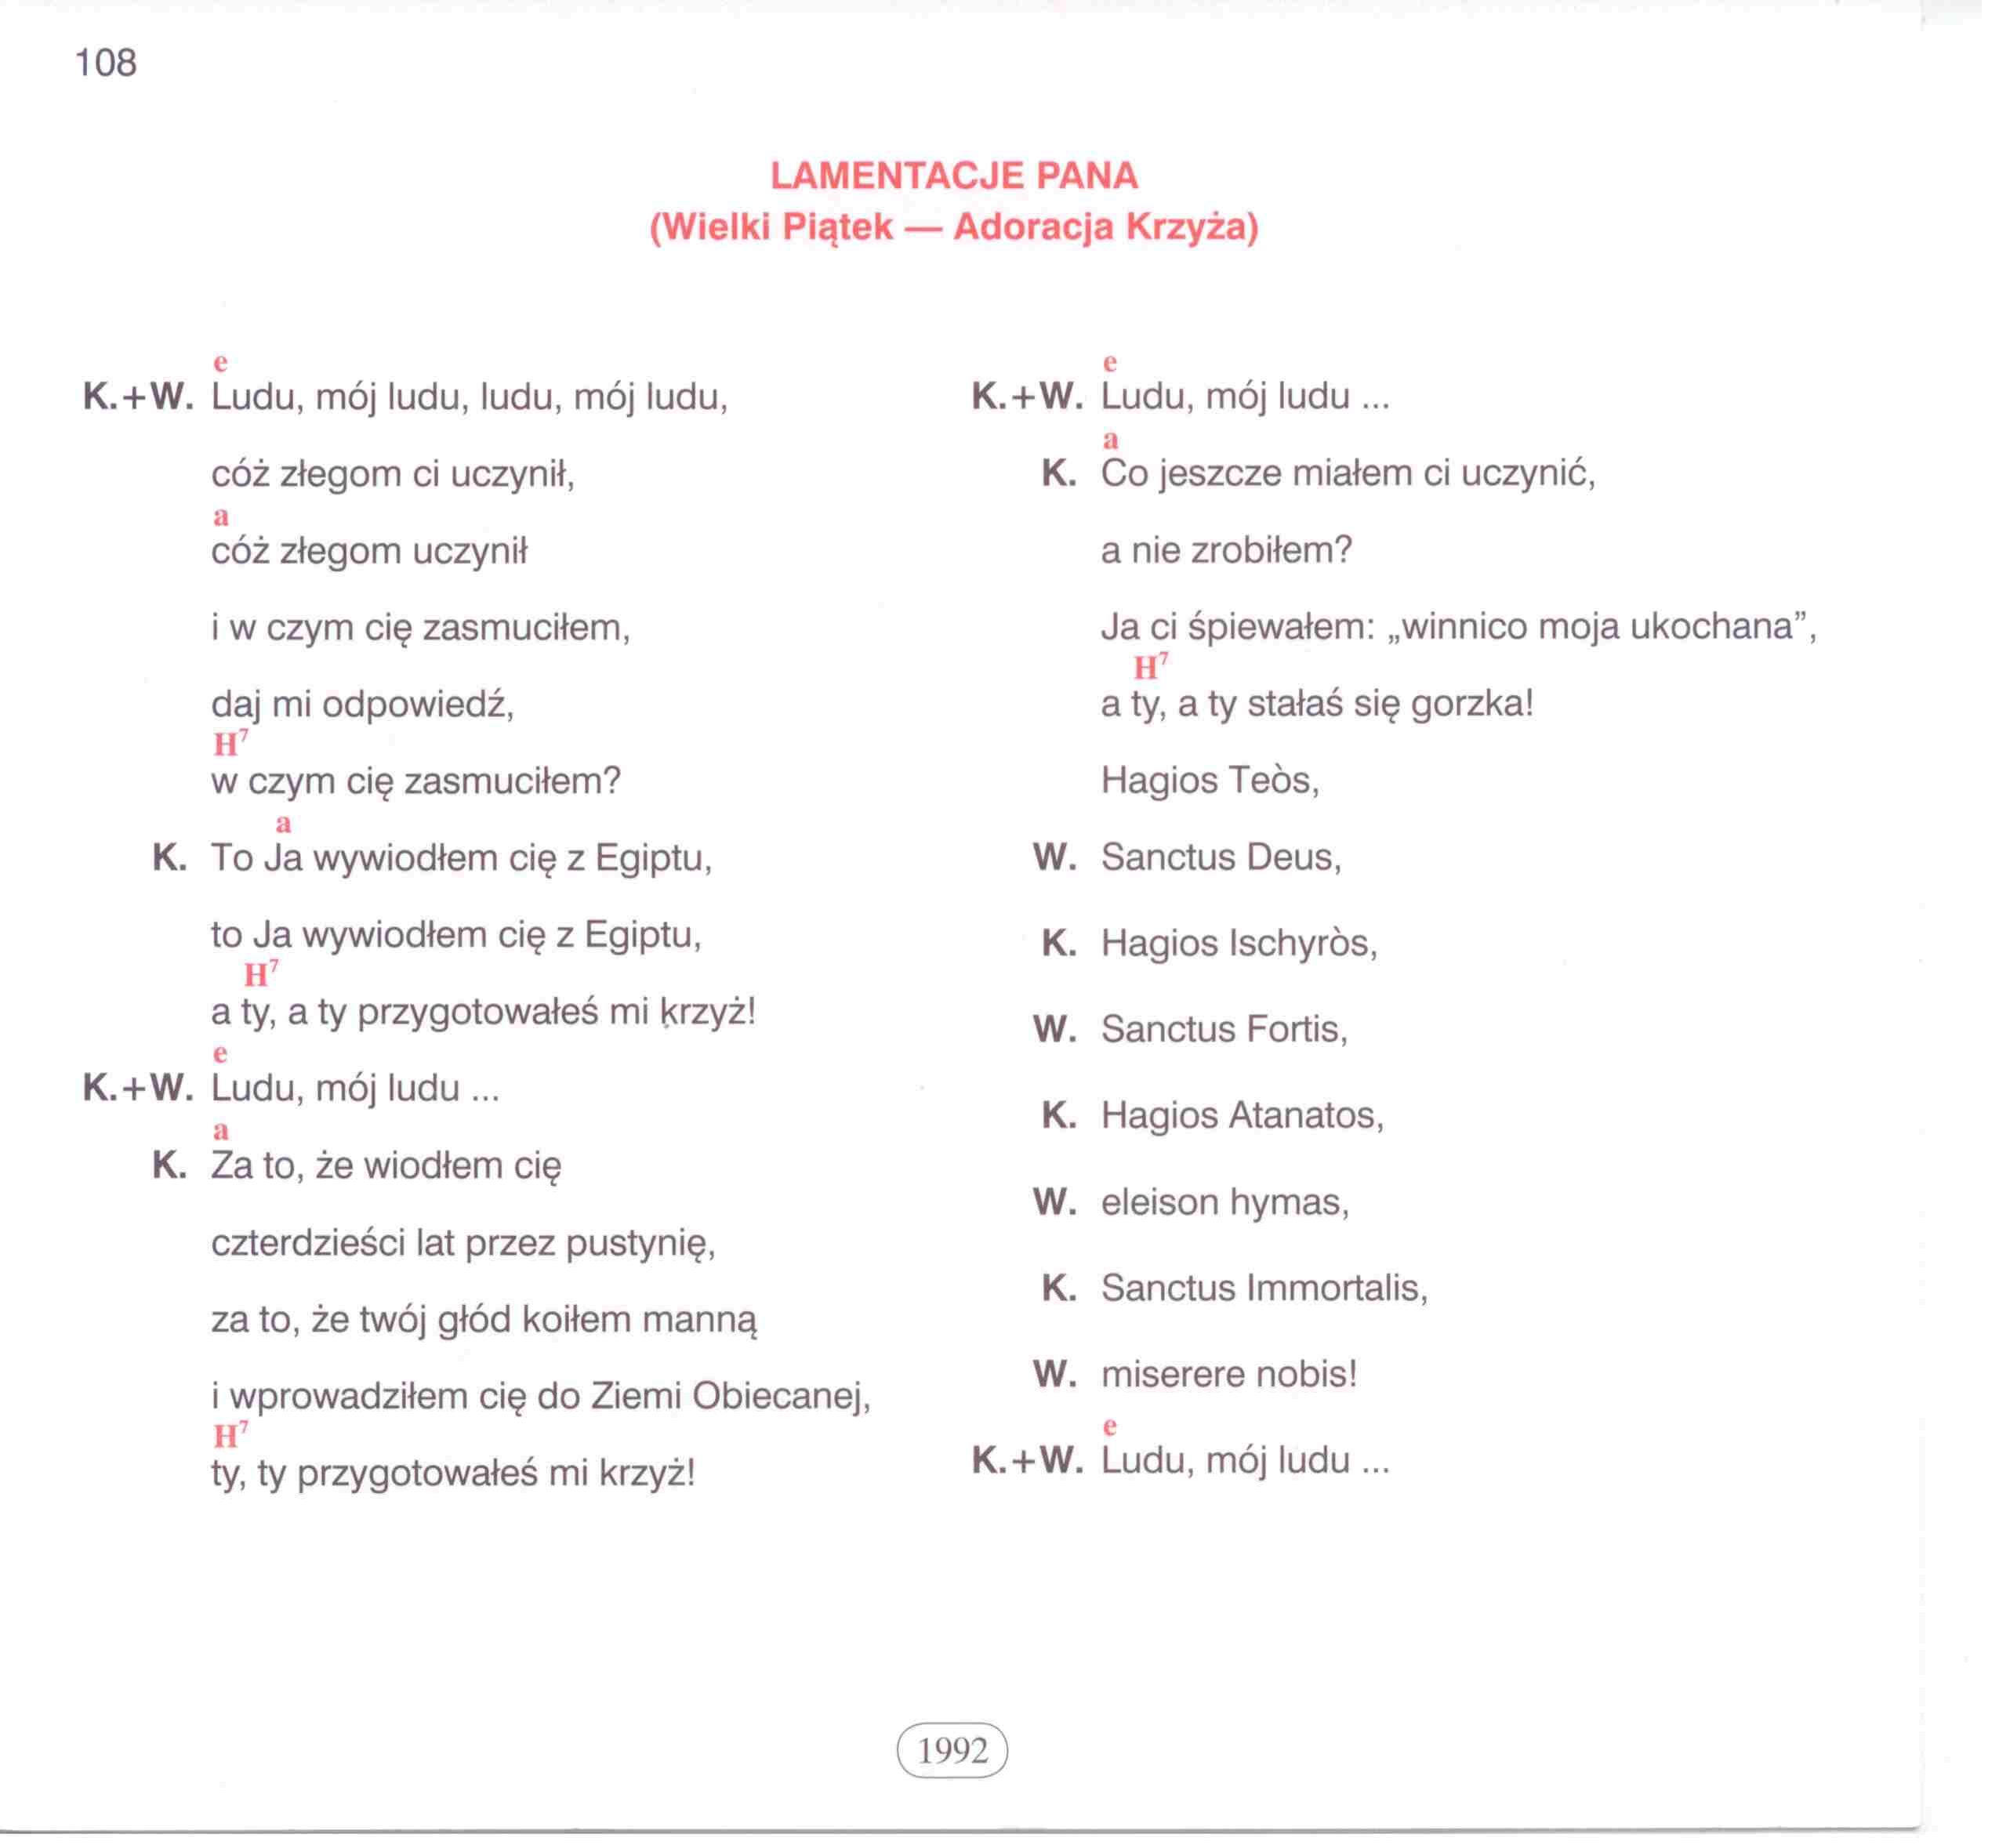 108
LAMENTACJE PANA
(Wielki Piątek — Adoracja Krzyża)
e
K.+W. Ludu, mój ludu, ludu, mój ludu,
cóż złegom ci uczynił,
a
cóż złegom uczynił
i w czym cię zasmuciłem,
daj mi odpowiedź,
H7
w czym cię zasmuciłem?
a
K. To Ja wywiodłem cię z Egiptu,
to Ja wywiodłem cię z Egiptu,
H7
a ty, a ty przygotowałeś mi krzyż!
e
K.+W. Ludu, mój ludu ...
a
K. Za to, że wiodłem cię
czterdzieści lat przez pustynię,
za to, że twój głód koiłem manną
i wprowadziłem cię do Ziemi Obiecanej,
H7
ty, ty przygotowałeś mi krzyż!
e
K.+W. Ludu, mój ludu ...
a
K. Co jeszcze miałem ci uczynić,
a nie zrobiłem?
Ja ci śpiewałem: „winnico moja ukochana”,
H7
a ty, a ty stałaś się gorzka!
Hagios Teòs,
W. Sanctus Deus,
K. Hagios Ischyròs,
W. Sanctus Fortis,
K. Hagios Atanatos,
W. eleison hymas,
K. Sanctus Immortalis,
W. miserere nobis!
e
K.+W. Ludu, mój ludu ...
1992